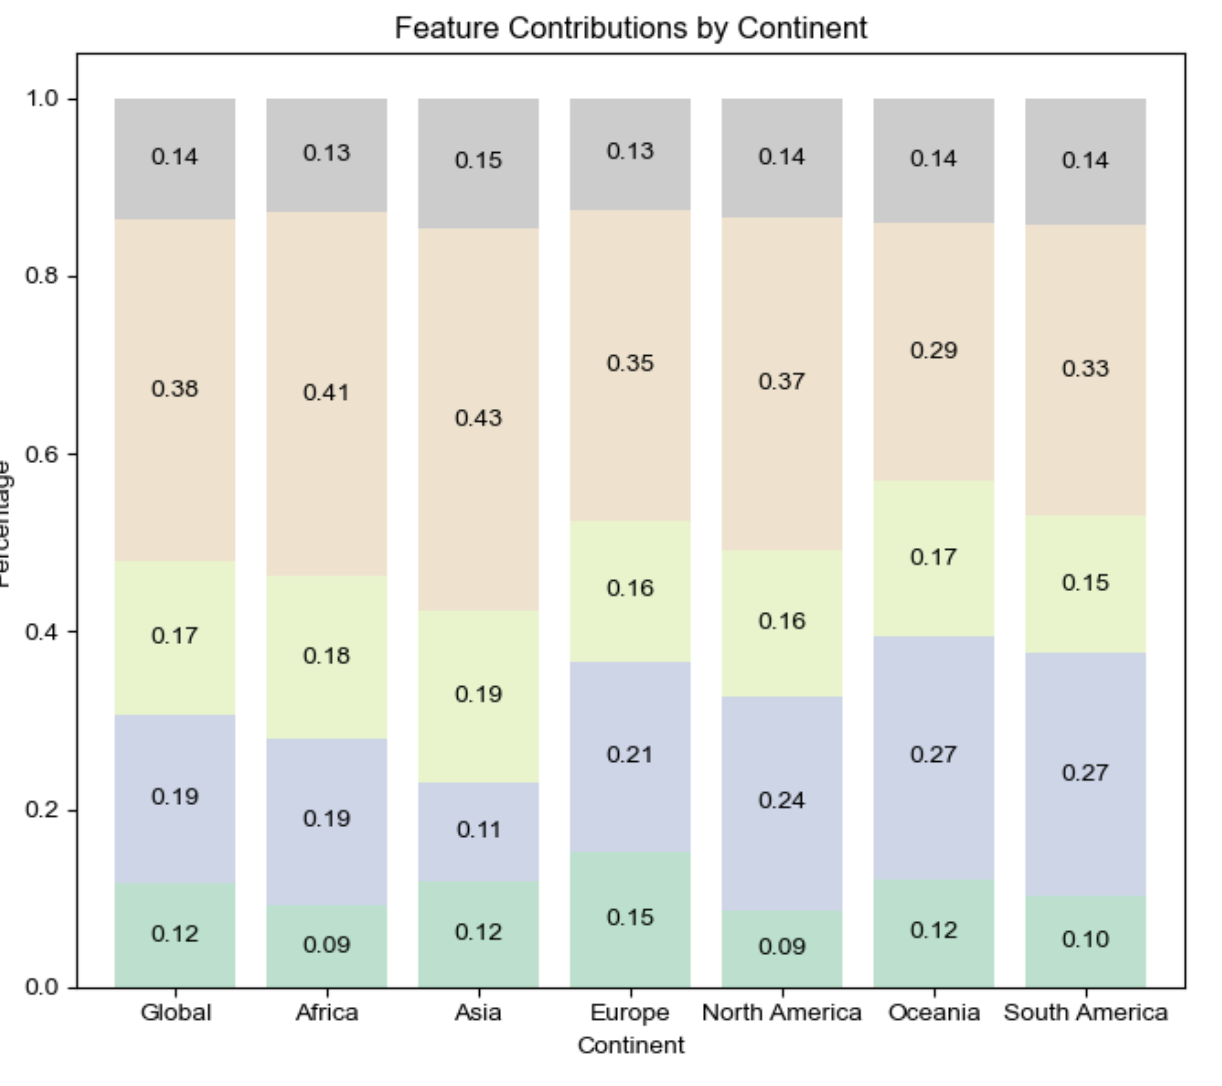 Feature Contributions by Continent
1.0
0.14 0.13 0.15 0.13 0.14 0.14 0.14
0.8
0.38 0.41 0.43 0.35 0.37 0.29 0.33
0.6
Percentage
0.17 0.18 0.19 0.16 0.16 0.17 0.15
0.4
0.19 0.19 0.11 0.21 0.24 0.27 0.27
0.2
0.12 0.09 0.12 0.15 0.09 0.12 0.10
0.0
Global Africa Asia Europe North America Oceania South America
Continent